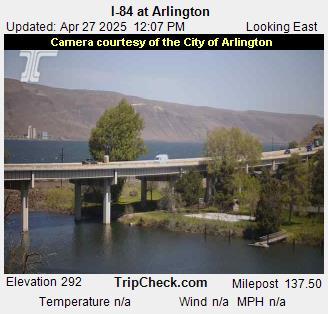 I-84 at Arlington
Updated: Apr 27 2025 12:07 PM Looking East
Camera courtesy of the City of Arlington
Elevation 292 TripCheck.com Milepost 137.50
Temperature n/a Wind n/a MPH n/a